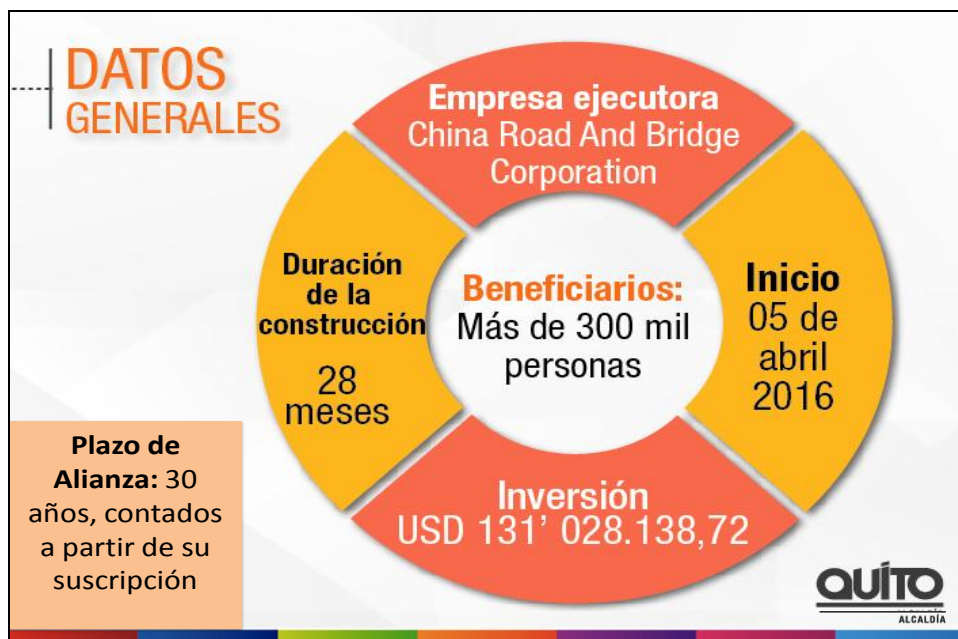 DATOS
GENERALES
Empresa ejecutora
China Road And Bridge
Corporation
Duración
de la
construcción
28
meses
Beneficiarios:
Más de 300 mil
personas
Inicio
05 de
abril
2016
Inversión
USD 131' 028.138,72
Plazo de
Alianza: 30
años, contados
a partir de su
suscripción
QUITO
ALCALDÍA